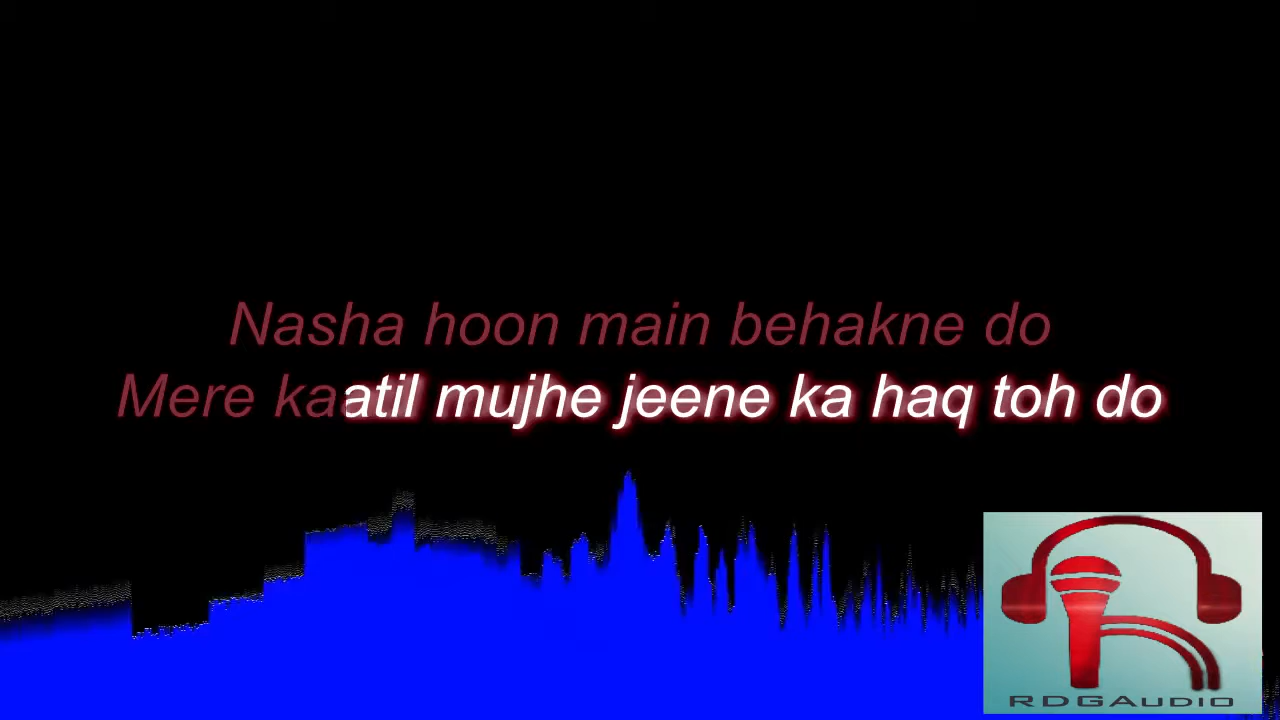 Nasha hoon main behakne do
Mere kaatil mujhe jeene ka haq toh do
RDGAudio